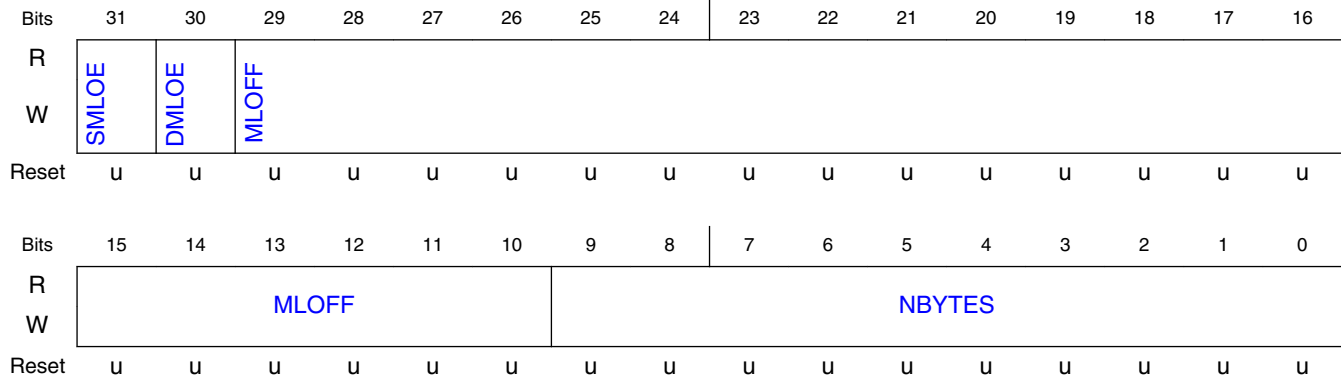 Bits 31 30 29 28 27 26 25 24 23 22 21 20 19 18 17 16
R
SMLOE DMLOE MLOFF
W
Reset u u u u u u u u u u u u u u u u
Bits 15 14 13 12 11 10 9 8 7 6 5 4 3 2 1 0
R
MLOFF NBYTES
W
Reset u u u u u u u u u u u u u u u u